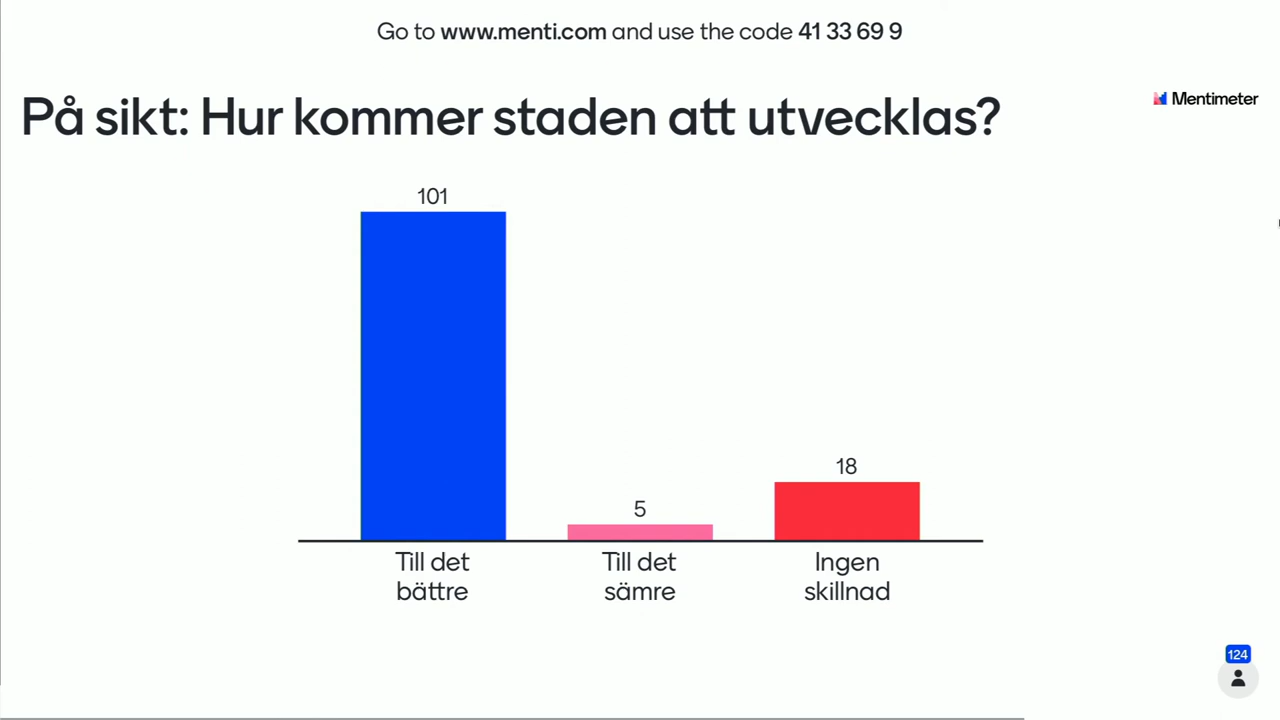 Go to www.menti.com and use the code 41 33 69 9
På sikt: Hur kommer staden att utvecklas?
Mentimeter
101
5
18
Till det
bättre
Till det
sämre
Ingen
skillnad
124